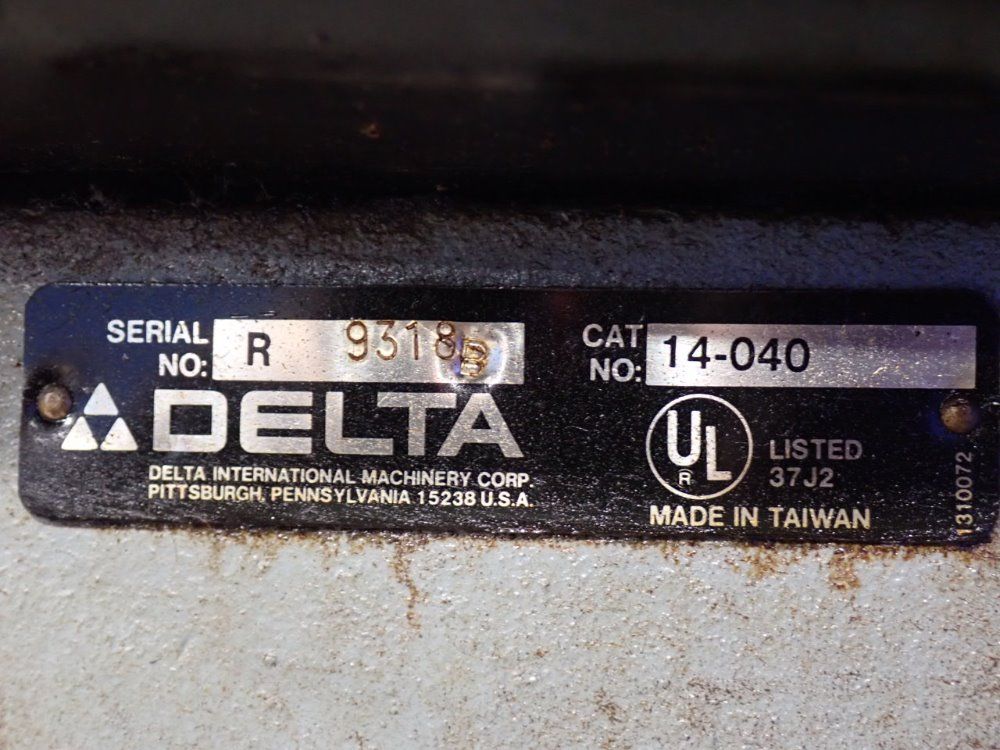 SERIAL
NO: R 9318B
CAT
NO: 14-040
DELTA
DELTA INTERNATIONAL MACHINERY CORP.
PITTSBURGH, PENNSYLVANIA 15238 U.S.A.
UL
R
LISTED
37J2
MADE IN TAIWAN
1310072